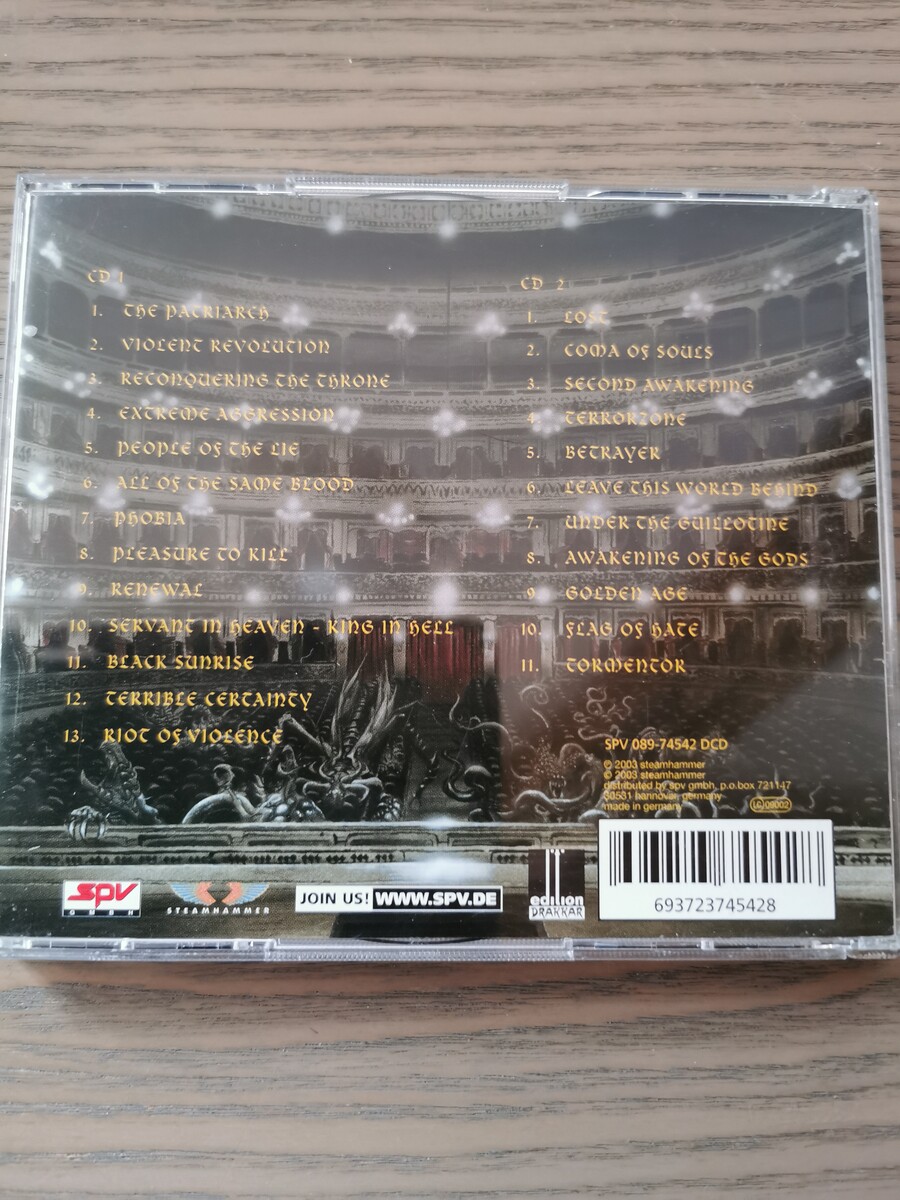 CD 1
1. THE PATRIARCH
2. VIOLENT REVOLUTION
3. RECONQUERING THE THRONE
4. EXTREME AGGRESSION
5. PEOPLE OF THE LIE
6. ALL OF THE SAME BLOOD
7. PHOBIA
8. PLEASURE TO KILL
9. RENEWAL
10. SERVANT IN HEAVEN - KING IN HELL
11. BLACK SUNRISE
12. TERRIBLE CERTAINTY
13. RIOT OF VIOLENCE
CD 2
1. LOST
2. COMA OF SOULS
3. SECOND AWAKENING
4. TERRORZONE
5. BETRAYER
6. LEAVE THIS WORLD BEHIND
7. UNDER THE GUILLOTINE
8. AWAKENING OF THE GODS
9. GOLDEN AGE
10. FLAG OF HATE
11. TORMENTOR
SPV 089-74542 DCD
℗ 2003 steamhammer
© 2003 steamhammer
distributed by spv gmbh, p.o.box 721147
30531 hannover, germany
made in germany
LC 09002
spv
GMBH
STEAMHAMMER
JOIN US! WWW.SPV.DE
edition
DRAKKAR
693723745428